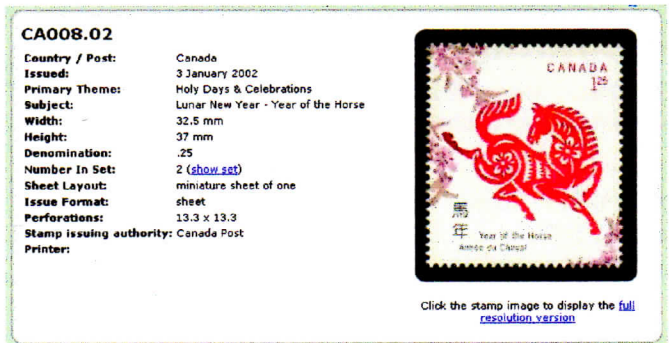 CA008.02
Country / Post: Canada
Issued: 3 January 2002
Primary Theme: Holy Days & Celebrations
Subject: Lunar New Year - Year of the Horse
Width: 32.5 mm
Height: 37 mm
Denomination: .25
Number In Set: 2 (show set)
Sheet Layout: miniature sheet of one
Issue Format: sheet
Perforations: 13.3 x 13.3
Stamp issuing authority: Canada Post
Printer:
CANADA
1.25
馬
年
Year of the Horse
Année du Cheval
Click the stamp image to display the full
resolution version